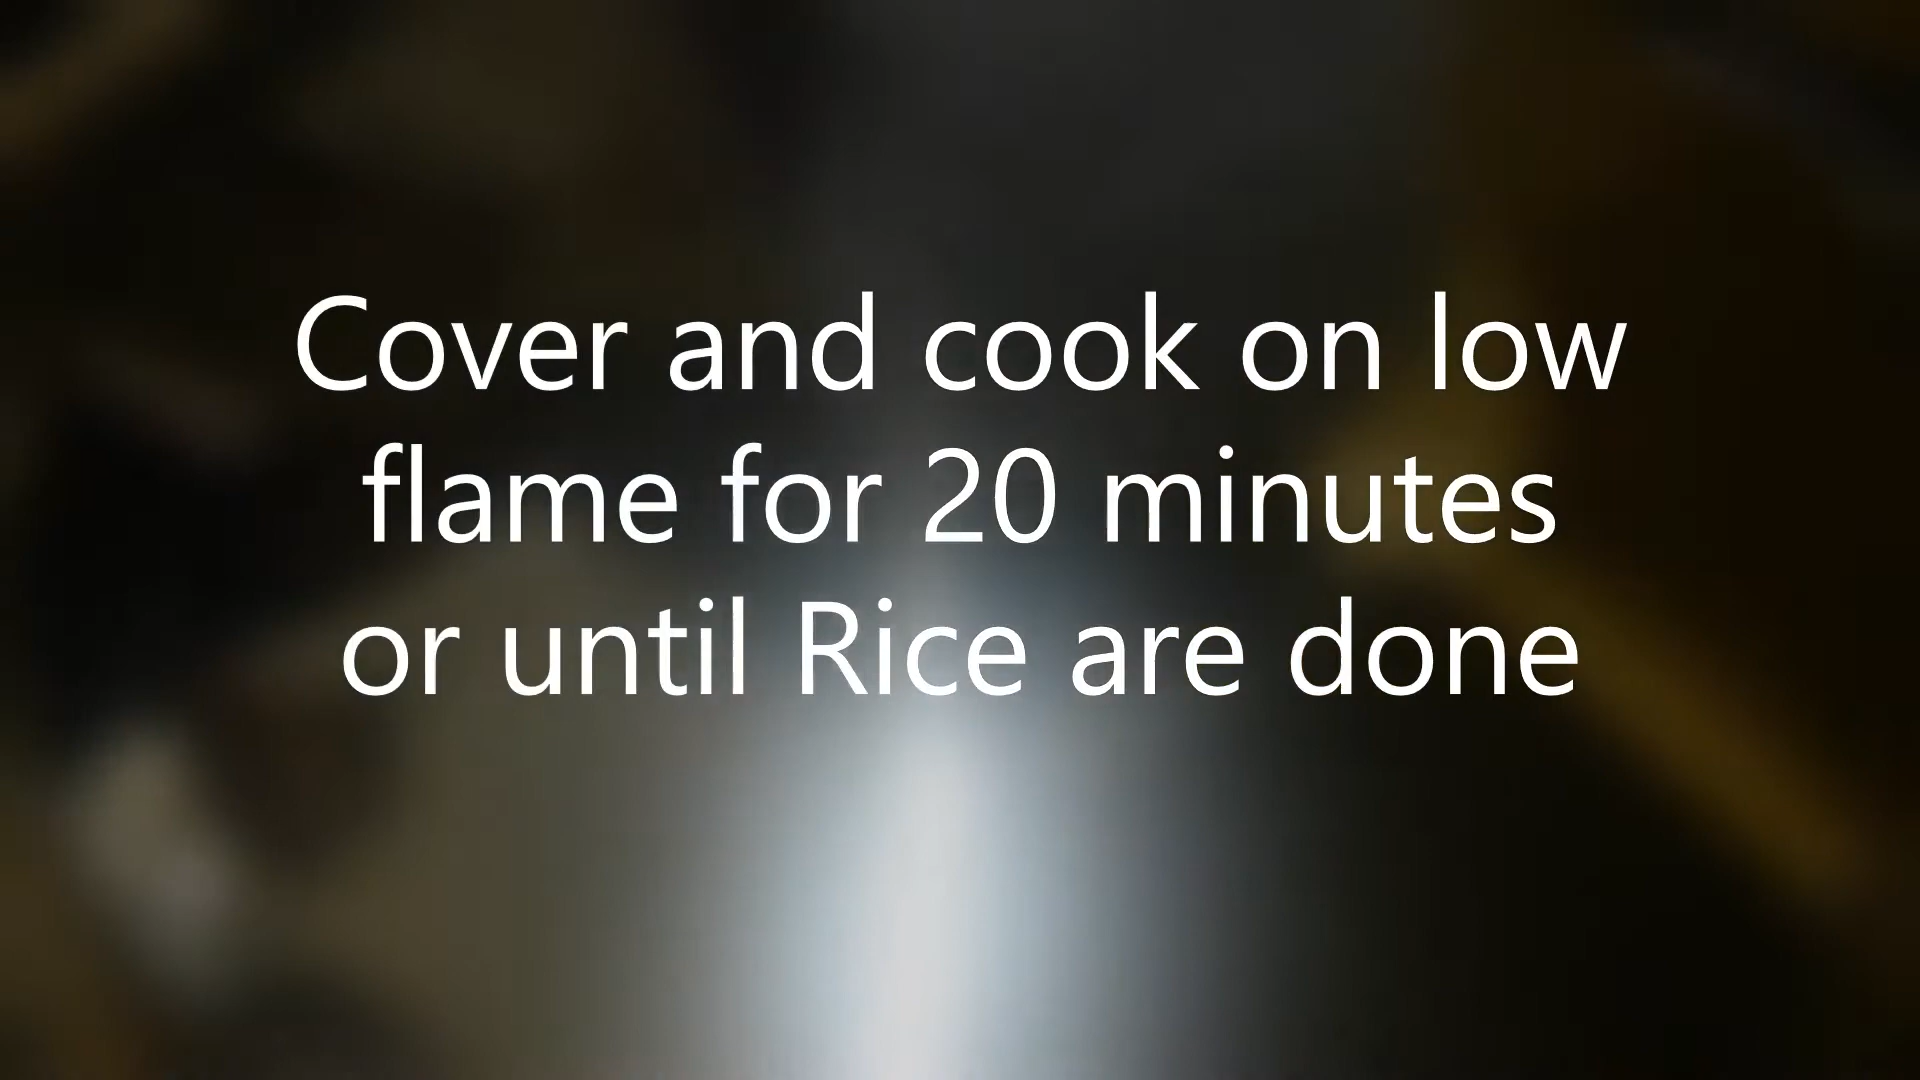 Cover and cook on low
flame for 20 minutes
or until Rice are done